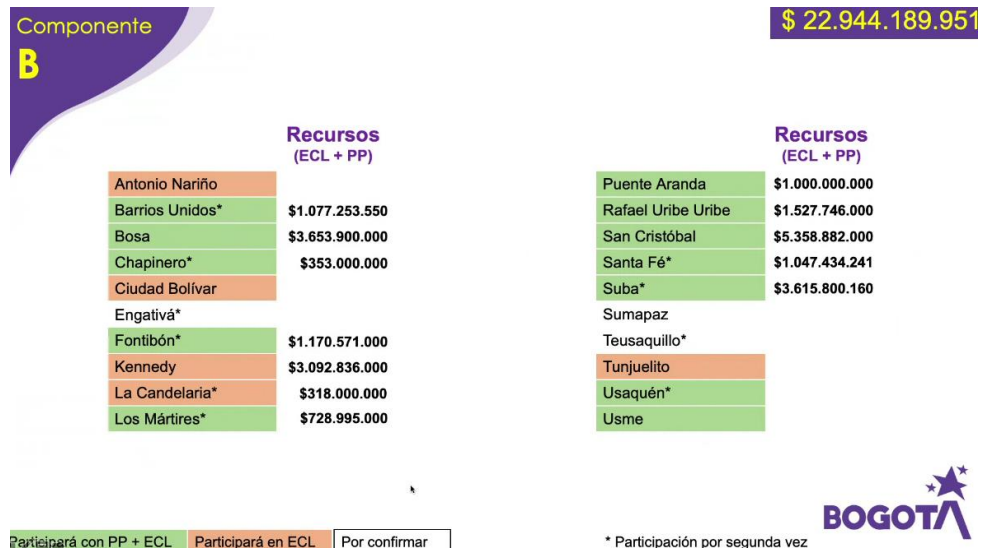 Componente
B
$ 22.944.189.951
Recursos
(ECL + PP)
Antonio Nariño
Barrios Unidos* $1.077.253.550
Bosa $3.653.900.000
Chapinero* $353.000.000
Ciudad Bolívar
Engativá*
Fontibón* $1.170.571.000
Kennedy $3.092.836.000
La Candelaria* $318.000.000
Los Mártires* $728.995.000
Recursos
(ECL + PP)
Puente Aranda $1.000.000.000
Rafael Uribe Uribe $1.527.746.000
San Cristóbal $5.358.882.000
Santa Fé* $1.047.434.241
Suba* $3.615.800.160
Sumapaz
Teusaquillo*
Tunjuelito
Usaquén*
Usme
BOGOTÁ
Participará con PP + ECL
Participará en ECL
Por confirmar
* Participación por segunda vez